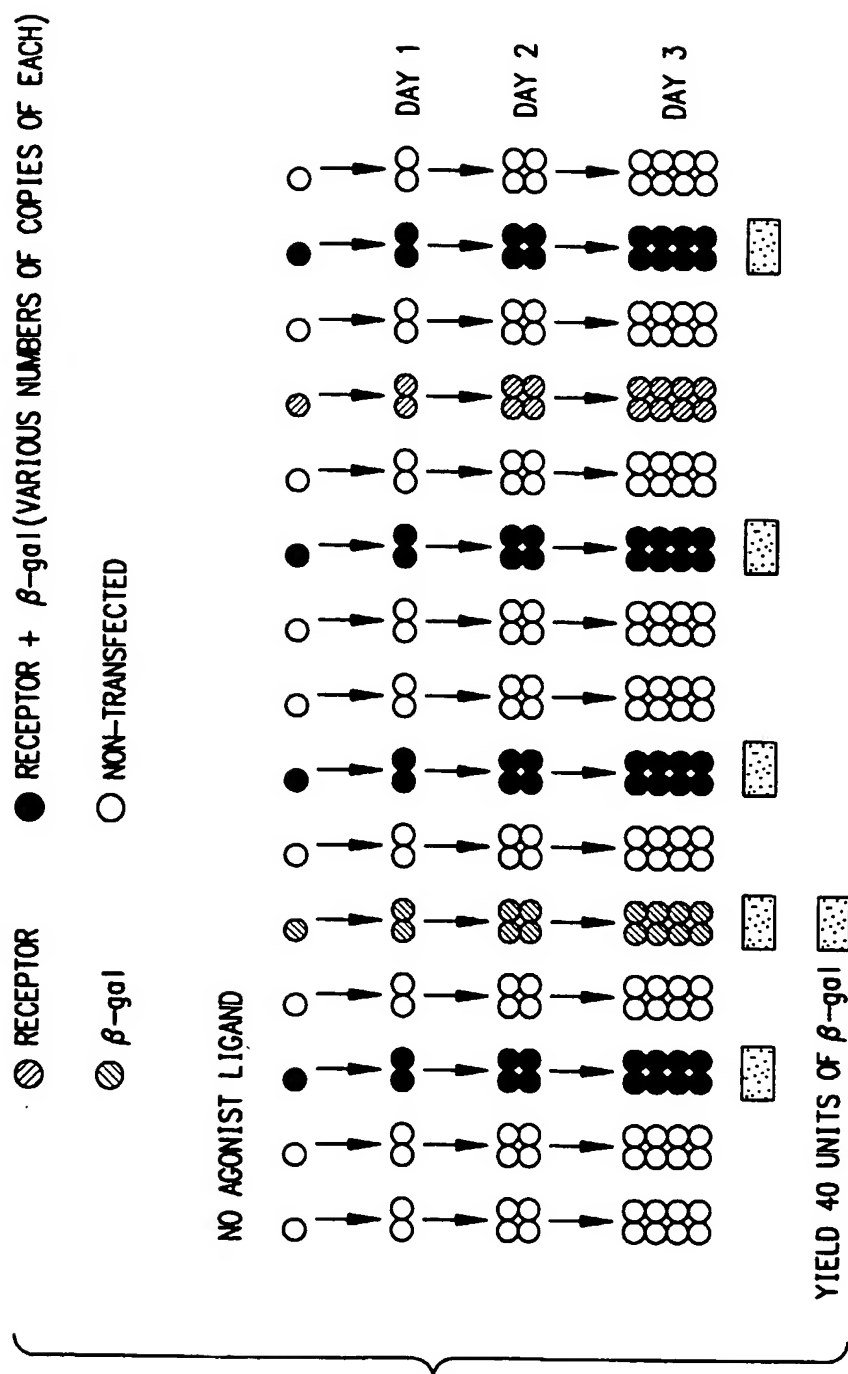 RECEPTOR
RECEPTOR + β-gal(VARIOUS NUMBERS OF COPIES OF EACH)
β-gal
NON-TRANSFECTED
NO AGONIST LIGAND
DAY 1
DAY 2
DAY 3
YIELD 40 UNITS OF β-gal